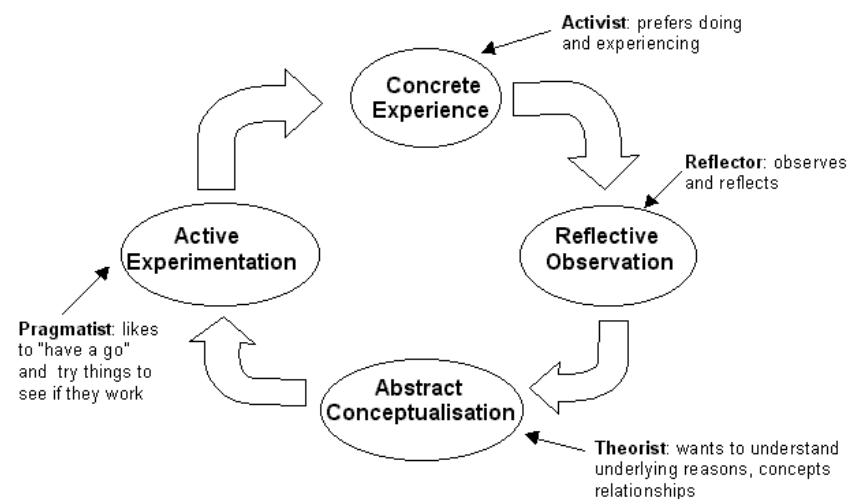 Activist: prefers doing
and experiencing
Concrete
Experience
Reflector: observes
and reflects
Active
Experimentation
Reflective
Observation
Pragmatist: likes
to "have a go"
and try things to
see if they work
Abstract
Conceptualisation
Theorist: wants to understand
underlying reasons, concepts
relationships